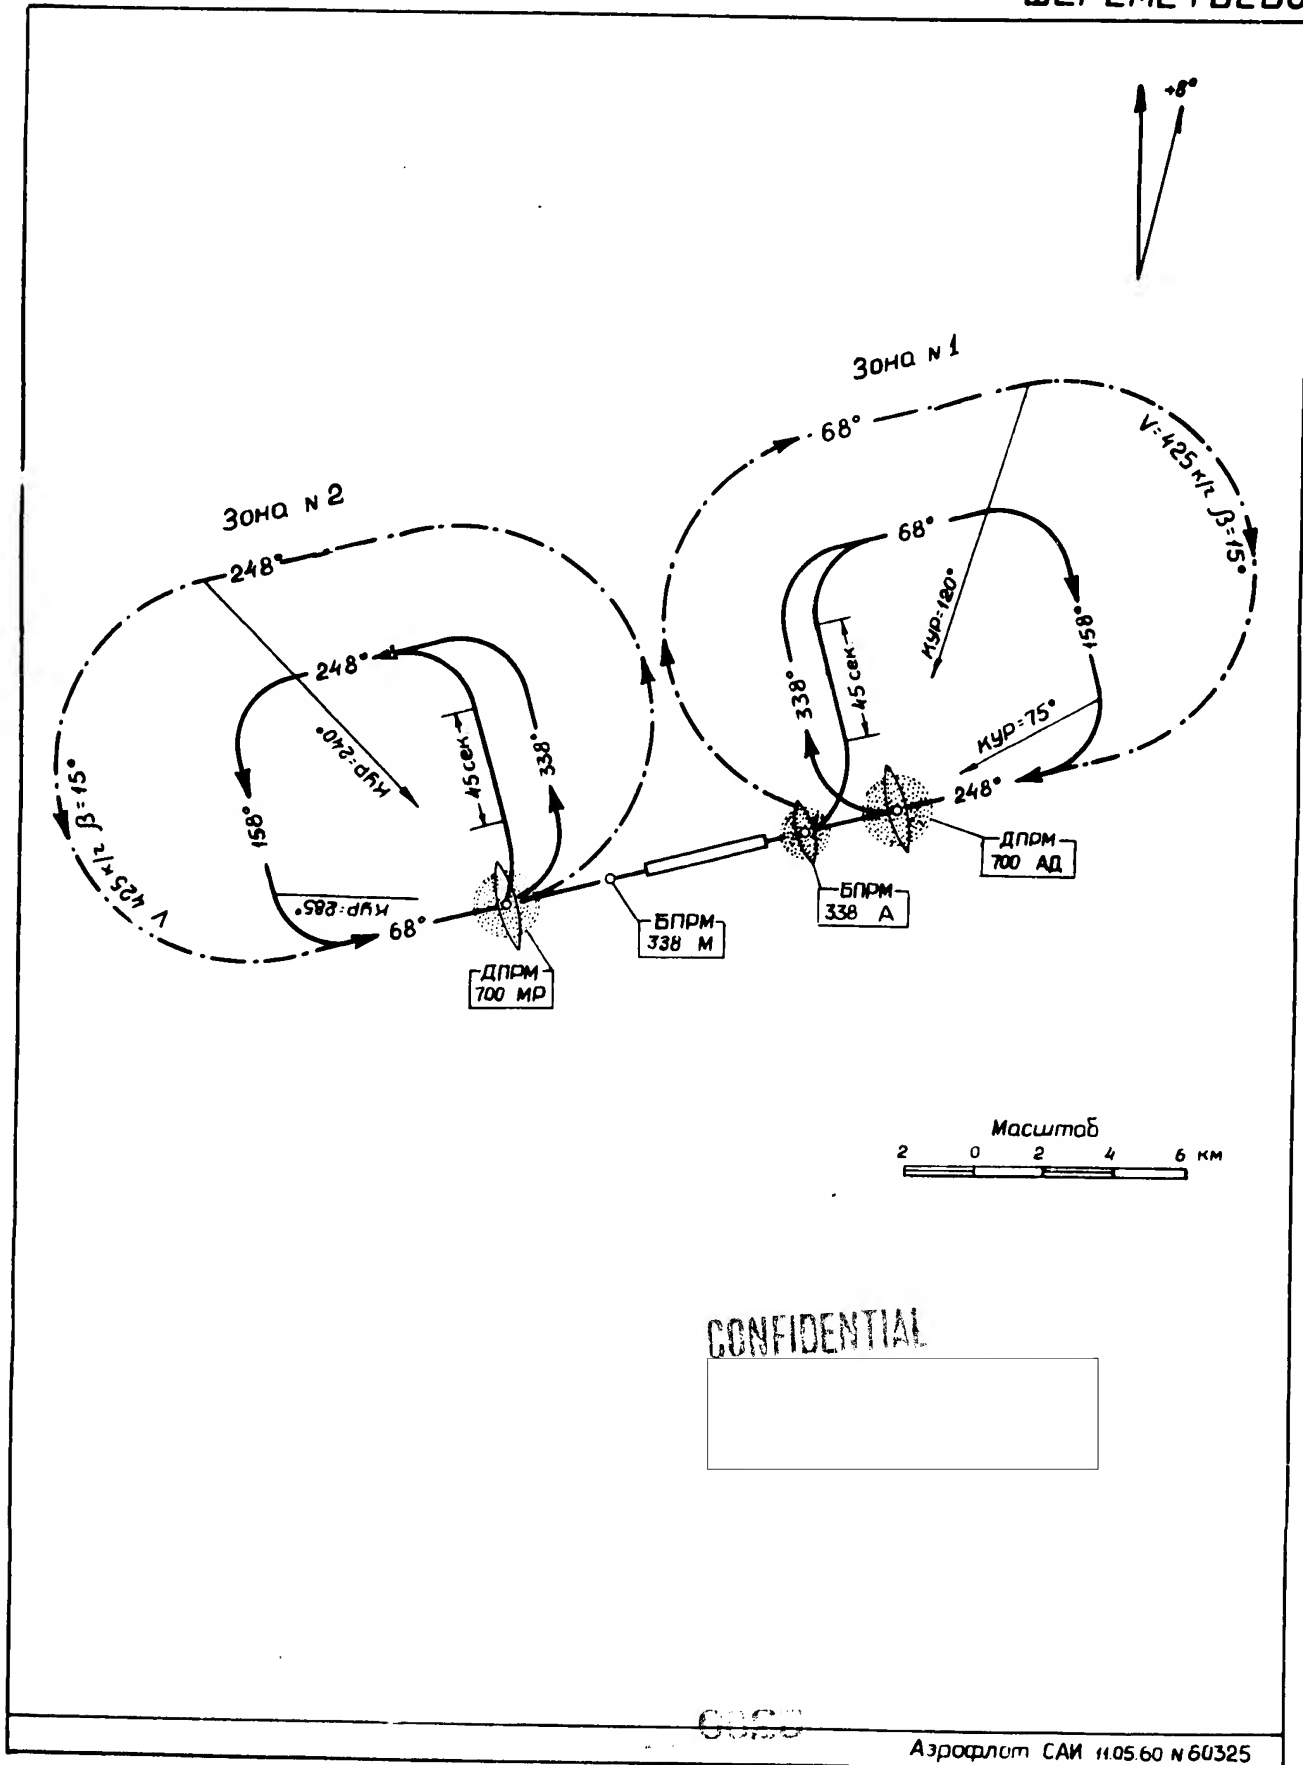 ШЕРЕМЕТЬЕВО
+8°
Зона N 1
68°
V=425 к/г β=15°
Зона N 2
248°
68°
158°
КУР=120°
338°
45 сек
КУР=75°
248°
248°
КУР=240°
45 сек
338°
V 425 к/г β=15°
158°
КУР=285°
68°
ДПРМ
700 АД
БПРМ
338 А
БПРМ
338 М
ДПРМ
700 МР
Масштаб
2 0 2 4 6 км
CONFIDENTIAL
Аэрофлот САИ 11.05.60 N 60325